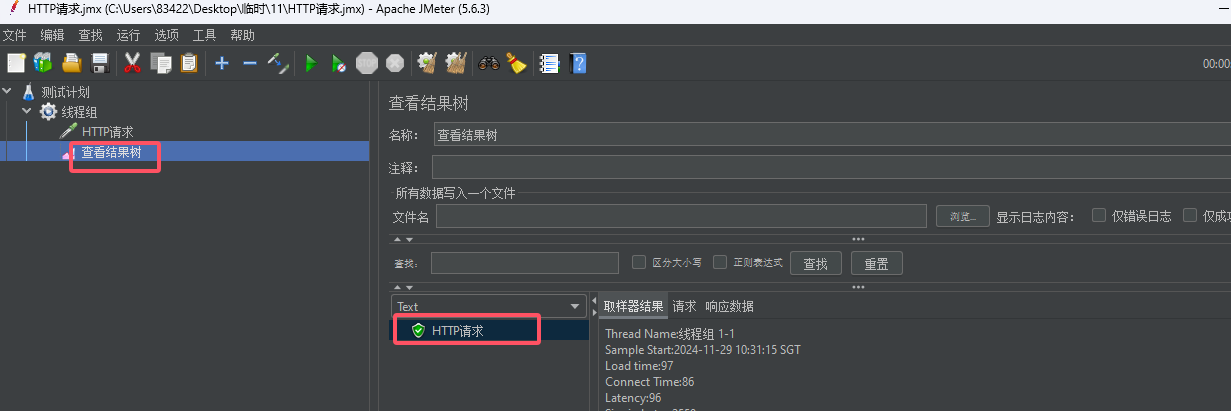 HTTP请求.jmx (C:\Users\83422\Desktop\临时\11\HTTP请求.jmx) - Apache JMeter (5.6.3)
文件 编辑 查找 运行 选项 工具 帮助
STOP
00:00
测试计划
线程组
HTTP请求
查看结果树
查看结果树
名称: 查看结果树
注释:
所有数据写入一个文件
文件名 浏览... 显示日志内容: 仅错误日志 仅成功
查找: 区分大小写 正则表达式 查找 重置
Text
HTTP请求
取样器结果 请求 响应数据
Thread Name:线程组 1-1
Sample Start:2024-11-29 10:31:15 SGT
Load time:97
Connect Time:86
Latency:96